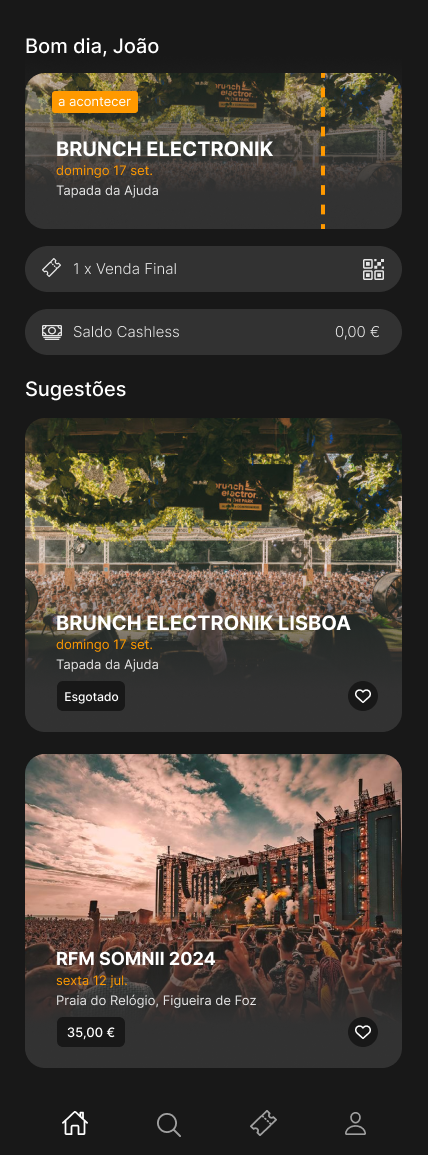 Bom dia, João
a acontecer
BRUNCH ELECTRONIK
domingo 17 set.
Tapada da Ajuda
1 x Venda Final
Saldo Cashless 0,00 €
Sugestões
BRUNCH ELECTRONIK LISBOA
domingo 17 set.
Tapada da Ajuda
Esgotado
RFM SOMNII 2024
sexta 12 jul.
Praia do Relógio, Figueira de Foz
35,00 €